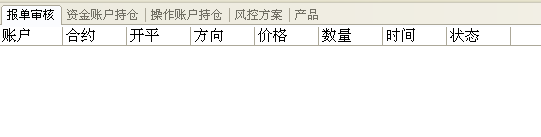 报单审核 资金账户持仓 操作账户持仓 风控方案 产品
账户 合约 开平 方向 价格 数量 时间 状态